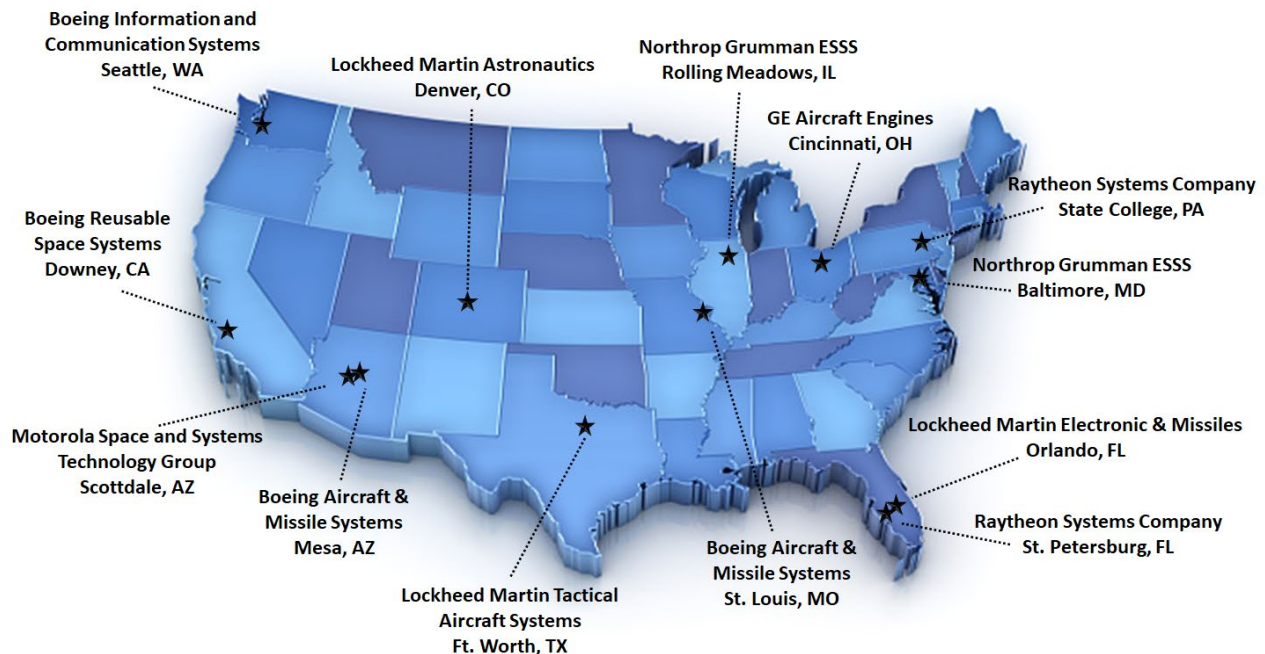 Boeing Information and
Communication Systems
Seattle, WA
Lockheed Martin Astronautics
Denver, CO
Northrop Grumman ESSS
Rolling Meadows, IL
GE Aircraft Engines
Cincinnati, OH
Raytheon Systems Company
State College, PA
Boeing Reusable
Space Systems
Downey, CA
Northrop Grumman ESSS
Baltimore, MD
Motorola Space and Systems
Technology Group
Scottdale, AZ
Boeing Aircraft &
Missile Systems
Mesa, AZ
Lockheed Martin Tactical
Aircraft Systems
Ft. Worth, TX
Boeing Aircraft &
Missile Systems
St. Louis, MO
Lockheed Martin Electronic & Missiles
Orlando, FL
Raytheon Systems Company
St. Petersburg, FL